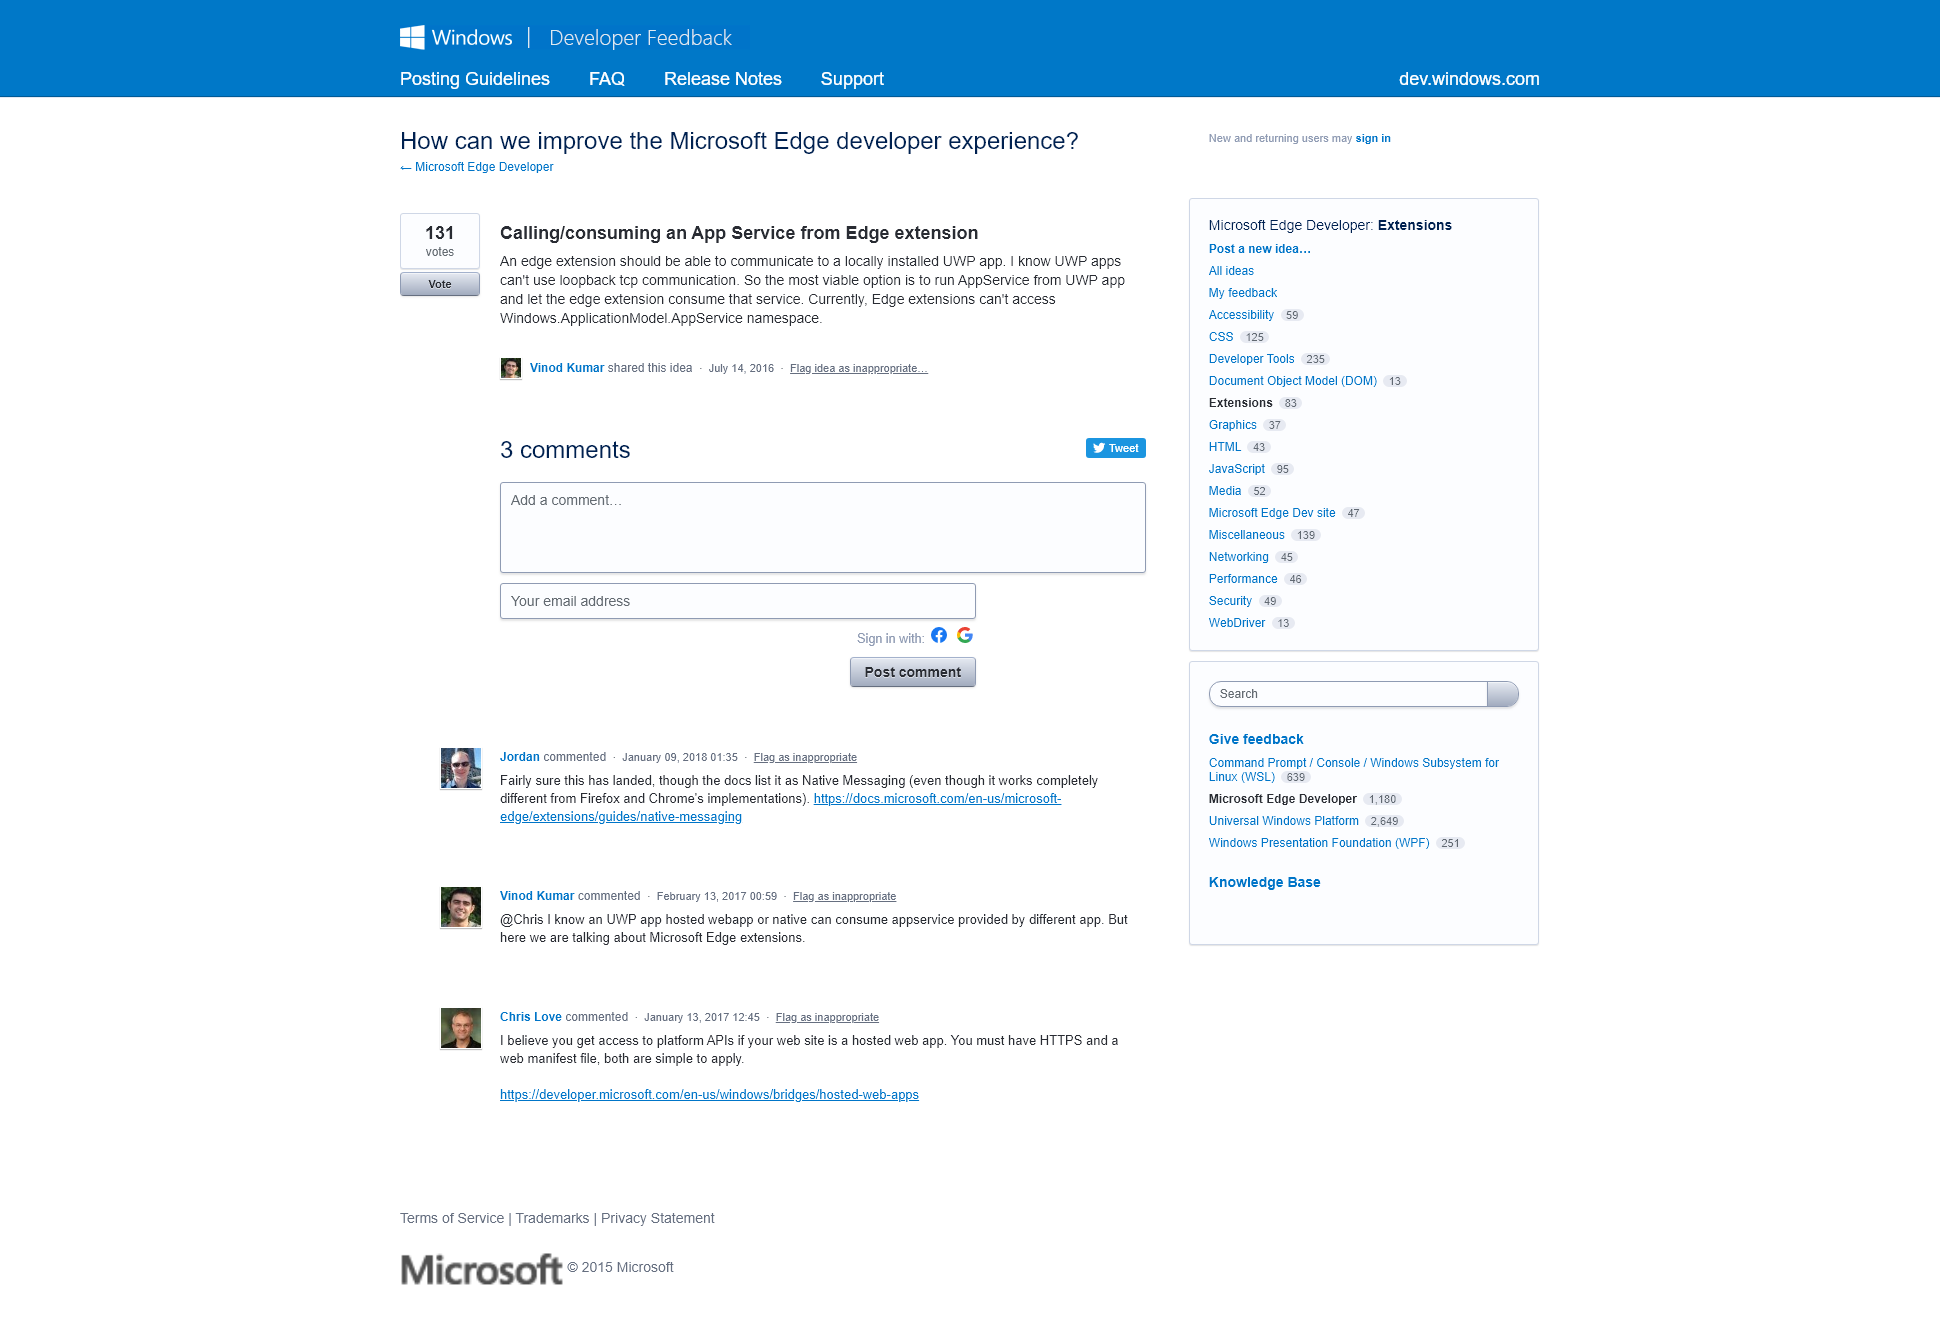 Windows | Developer Feedback
Posting Guidelines FAQ Release Notes Support dev.windows.com
How can we improve the Microsoft Edge developer experience?
← Microsoft Edge Developer
New and returning users may sign in
131
votes
Vote
Calling/consuming an App Service from Edge extension
An edge extension should be able to communicate to a locally installed UWP app. I know UWP apps
can't use loopback tcp communication. So the most viable option is to run AppService from UWP app
and let the edge extension consume that service. Currently, Edge extensions can't access
Windows.ApplicationModel.AppService namespace.
Vinod Kumar shared this idea · July 14, 2016 · Flag idea as inappropriate…
3 comments
Tweet
Add a comment…
Your email address
Sign in with:
Post comment
Jordan commented · January 09, 2018 01:35 · Flag as inappropriate
Fairly sure this has landed, though the docs list it as Native Messaging (even though it works completely
different from Firefox and Chrome's implementations). https://docs.microsoft.com/en-us/microsoft-
edge/extensions/guides/native-messaging
Vinod Kumar commented · February 13, 2017 00:59 · Flag as inappropriate
@Chris I know an UWP app hosted webapp or native can consume appservice provided by different app. But
here we are talking about Microsoft Edge extensions.
Chris Love commented · January 13, 2017 12:45 · Flag as inappropriate
I believe you get access to platform APIs if your web site is a hosted web app. You must have HTTPS and a
web manifest file, both are simple to apply.
https://developer.microsoft.com/en-us/windows/bridges/hosted-web-apps
Microsoft Edge Developer: Extensions
Post a new idea…
All ideas
My feedback
Accessibility 59
CSS 125
Developer Tools 235
Document Object Model (DOM) 13
Extensions 83
Graphics 37
HTML 43
JavaScript 95
Media 52
Microsoft Edge Dev site 47
Miscellaneous 139
Networking 45
Performance 46
Security 49
WebDriver 13
Search
Give feedback
Command Prompt / Console / Windows Subsystem for
Linux (WSL) 639
Microsoft Edge Developer 1,180
Universal Windows Platform 2,649
Windows Presentation Foundation (WPF) 251
Knowledge Base
Terms of Service | Trademarks | Privacy Statement
Microsoft © 2015 Microsoft